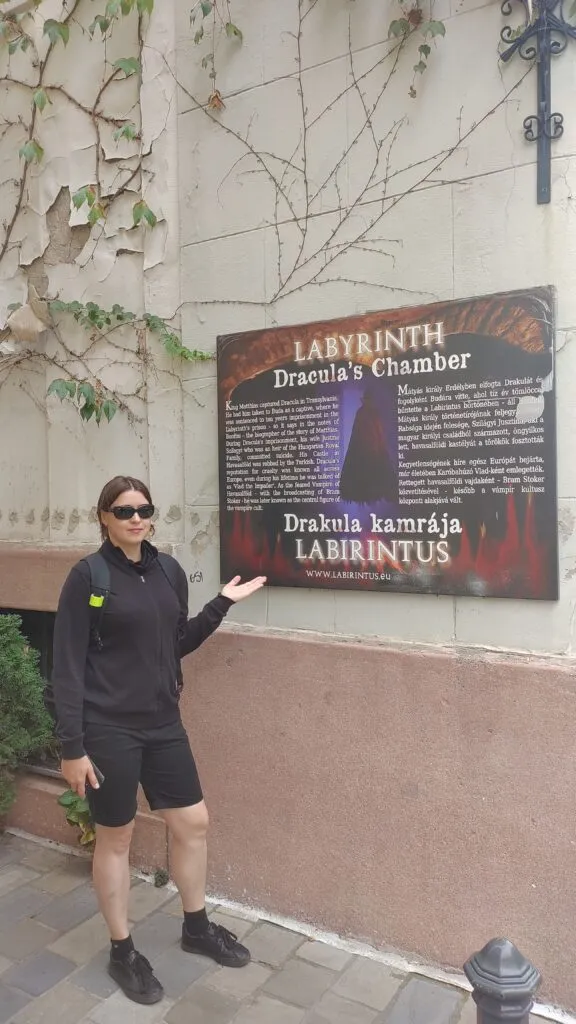 LABYRINTH
Dracula's Chamber
King Matthias captured Dracula in
He had him taken to Buda as a captive, where he
was sentenced to ten years imprisonment in the
Labyrinth's prison - so it says in the notes of
Bonfini - the biographer of the story of Matthias.
During Dracula's imprisonment, his wife
who was an heir of the Hungarian Royal
Family, committed suicide. His Castle in
Havasalföld was robbed by the Dracula's
reputation for cruelty was known all across
Europe, even during his lifetime he was talked of
as Vlad the Impaler. As the feared Vampire of
Havasalföld - with the broadcasting of Bram
Stoker - he was later known as the central figure of
the vampire cult.
Mátyás király Erdélyben elfogta Drakulát és
fogolyként Budára vitte, ahol tíz év tömlöccel
büntette a Labirintus börtönében - áll
Mátyás király történetírójának
Rabsága idején felesége, Szilágyi Jusztina a
magyar királyi családból származott, öngyilkos
lett, havasalföldi kastélyát a törökök fosztották
ki.
Kegyetlenségének híre egész Európát bejárta,
már életében Karóbahúzó Vlad-ként emlegették.
Rettegett havasalföldi vajdaként - Bram Stoker
közvetítésével - később a vámpír kultusz
központi alakjává vált.
Drakula kamrája
LABIRINTUS
WWW.LABIRINTUS.eu